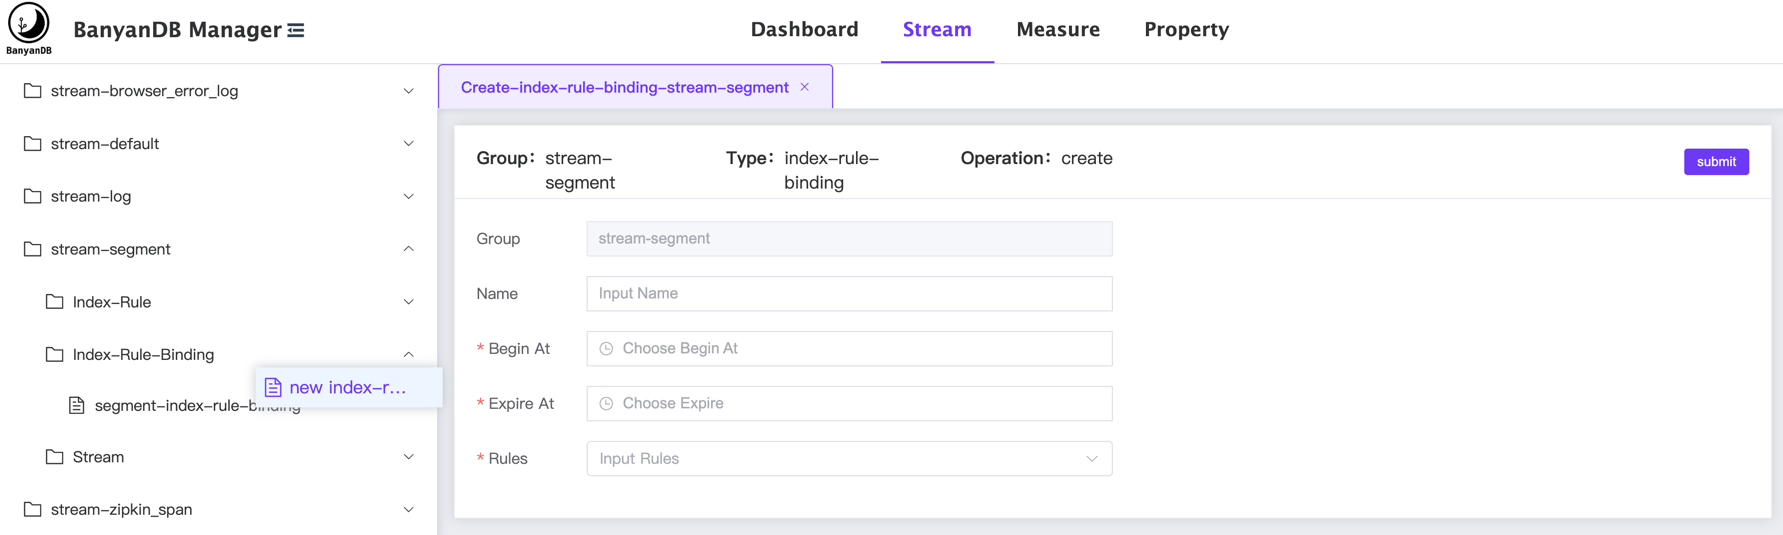 BanyanDB
BanyanDB Manager
Dashboard
Stream
Measure
Property
stream-browser_error_log
stream-default
stream-log
stream-segment
Index-Rule
Index-Rule-Binding
new index-r...
segment-index-rule-binding
Stream
stream-zipkin_span
Create-index-rule-binding-stream-segment
Group: stream-
segment
Type: index-rule-
binding
Operation: create
submit
Group
stream-segment
Name
Input Name
* Begin At
Choose Begin At
* Expire At
Choose Expire
* Rules
Input Rules